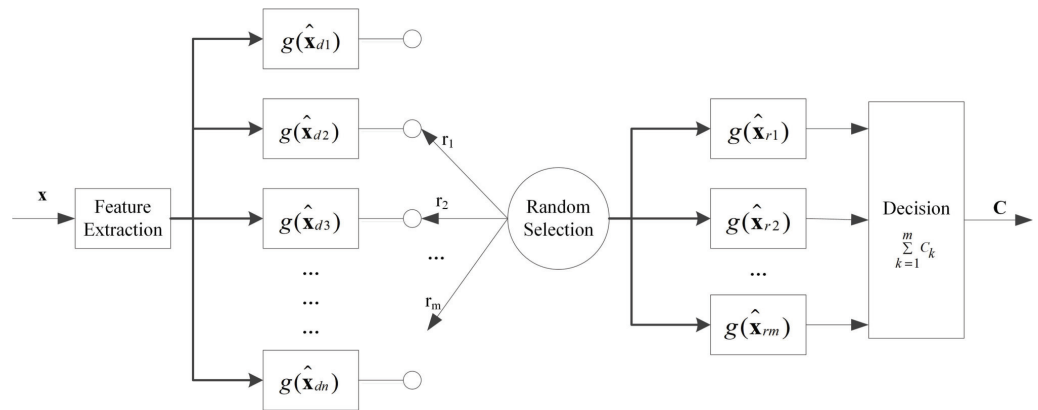 x
Feature
Extraction
g(x̂d1)
g(x̂d2)
g(x̂d3)
...
...
...
g(x̂dn)
r1
r2
...
rm
Random
Selection
g(x̂r1)
g(x̂r2)
...
g(x̂rm)
Decision
m
∑ Ck
k=1
C